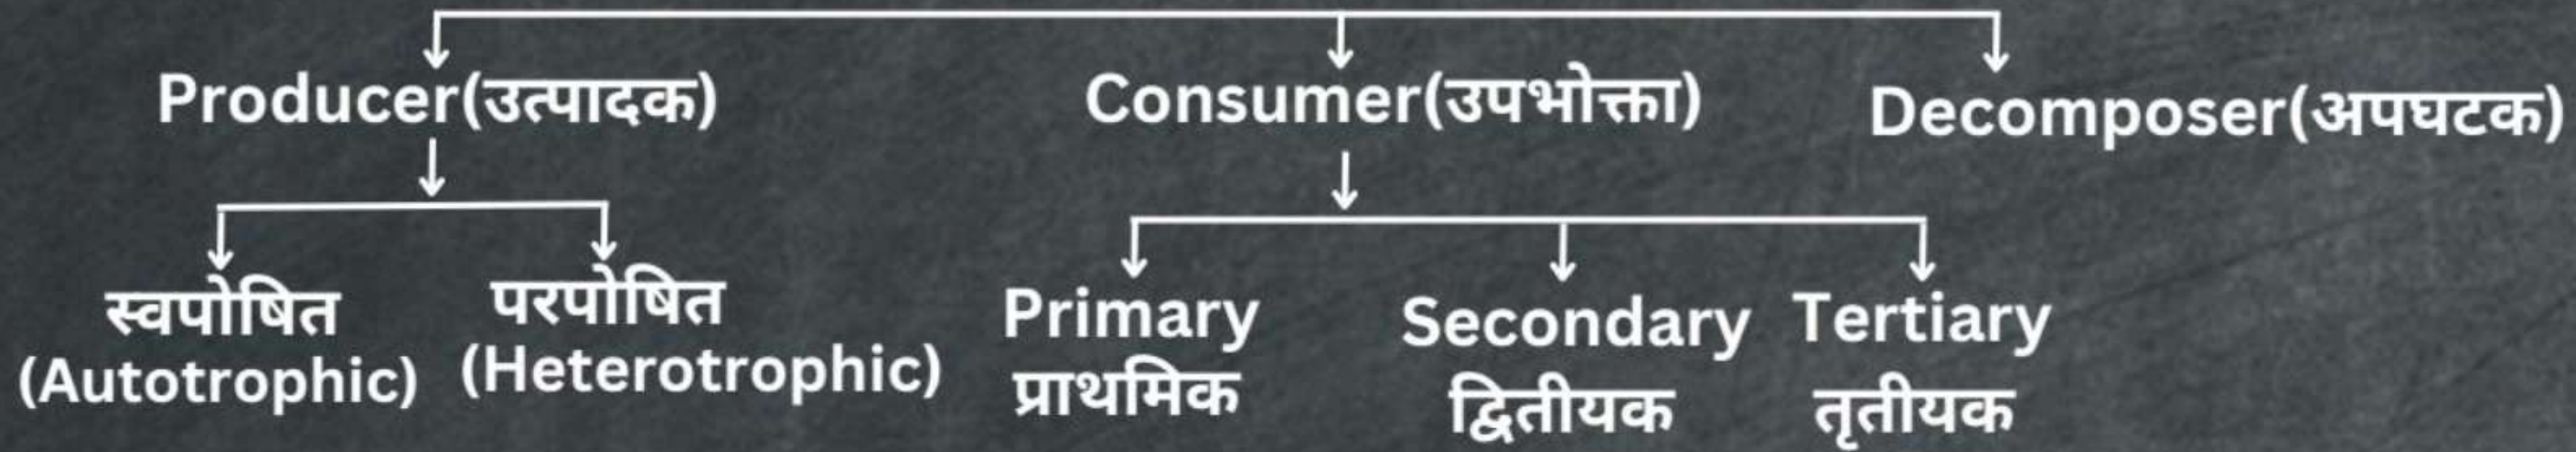 Producer(उत्पादक)
Consumer(उपभोक्ता)
Decomposer(अपघटक)
स्वपोषित
(Autotrophic)
परपोषित
(Heterotrophic)
Primary
प्राथमिक
Secondary
द्वितीयक
Tertiary
तृतीयक